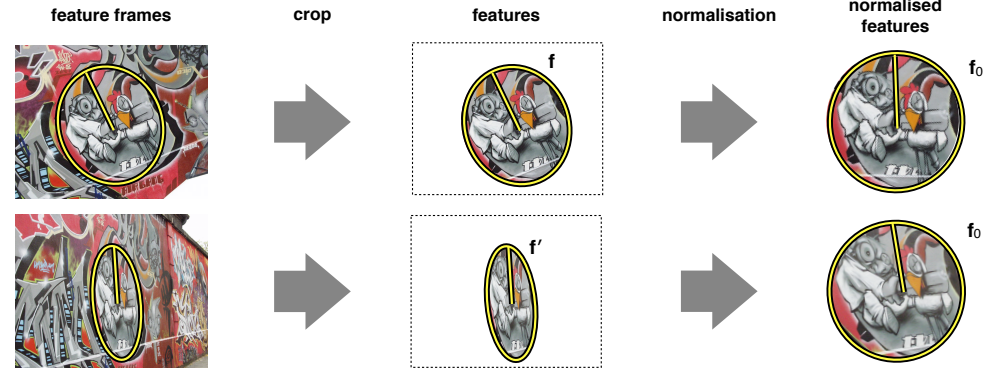 feature frames
crop
features
normalisation
normalised
features
f
f₀
f′
f₀